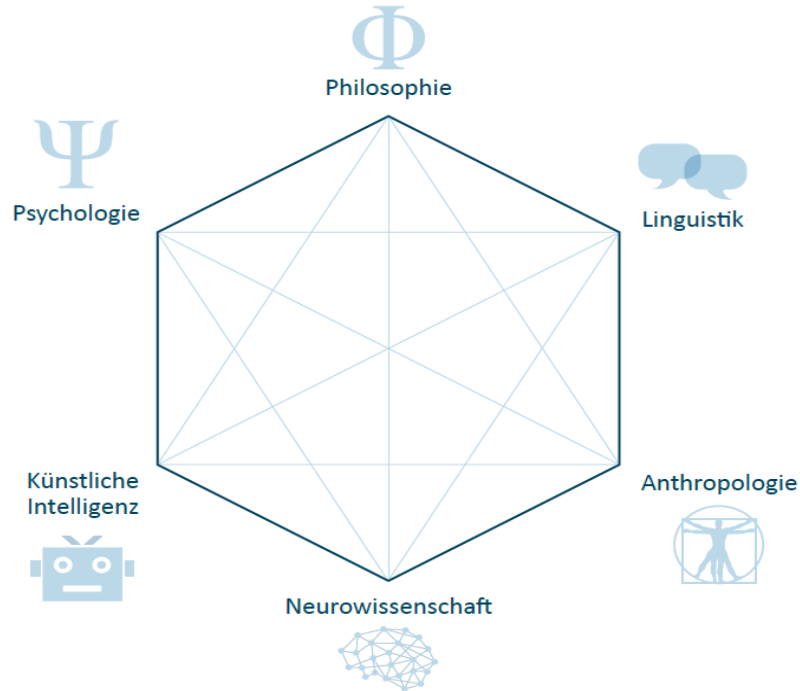 Φ
Philosophie
Ψ
Psychologie
Linguistik
Künstliche
Intelligenz
Anthropologie
Neurowissenschaft